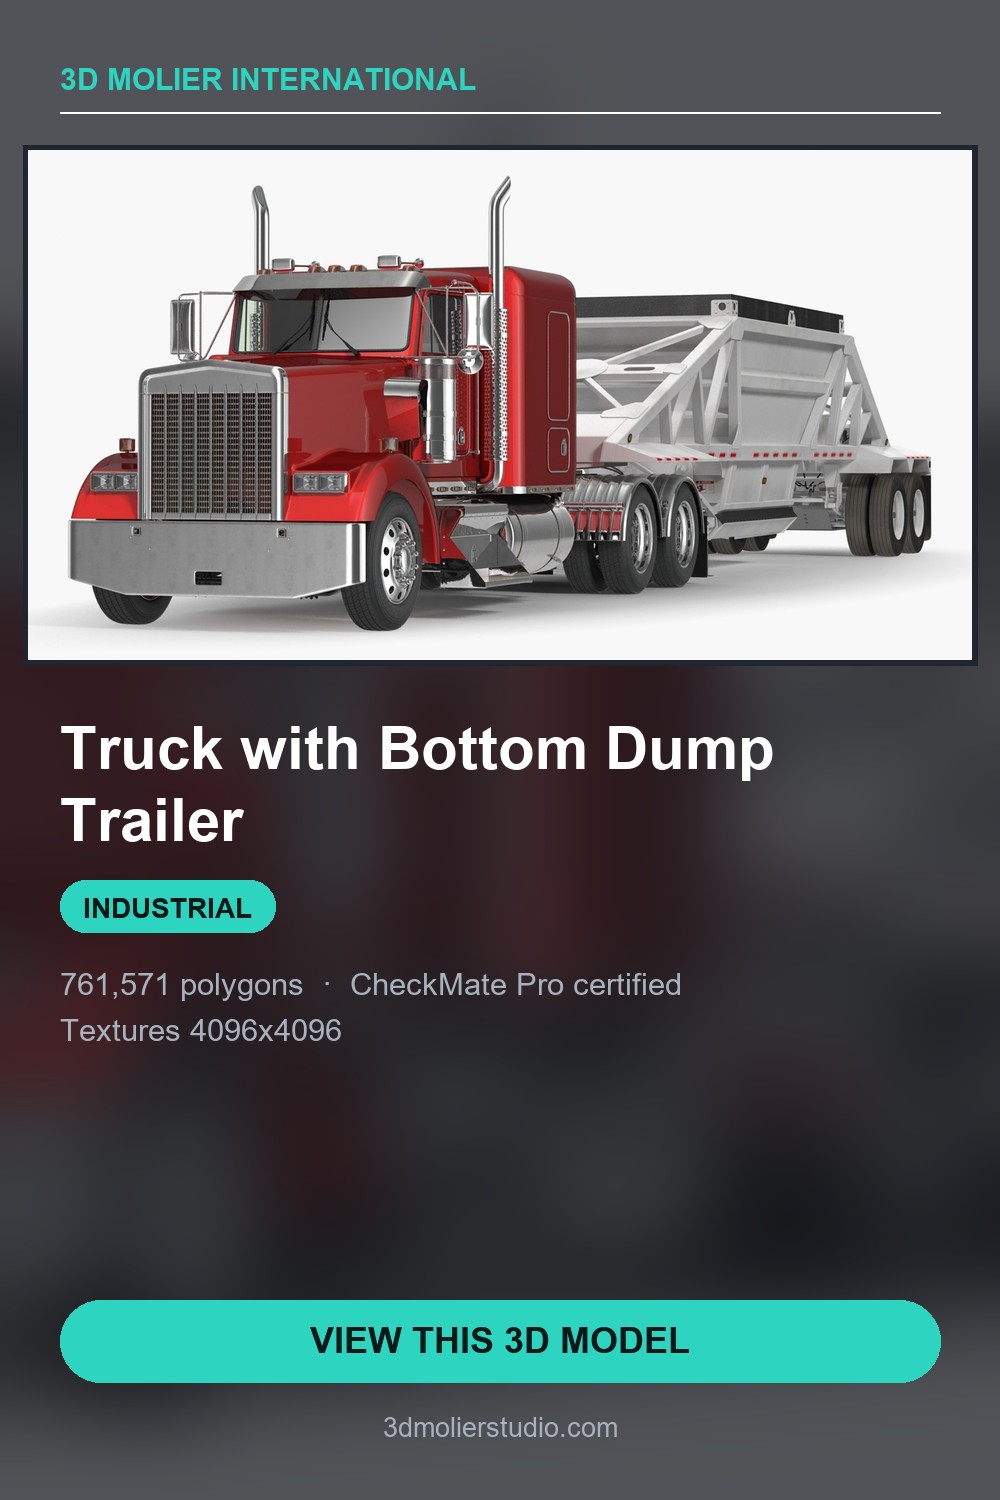 3D MOLIER INTERNATIONAL
Truck with Bottom Dump
Trailer
INDUSTRIAL
761,571 polygons · CheckMate Pro certified
Textures 4096x4096
VIEW THIS 3D MODEL
3dmolierstudio.com